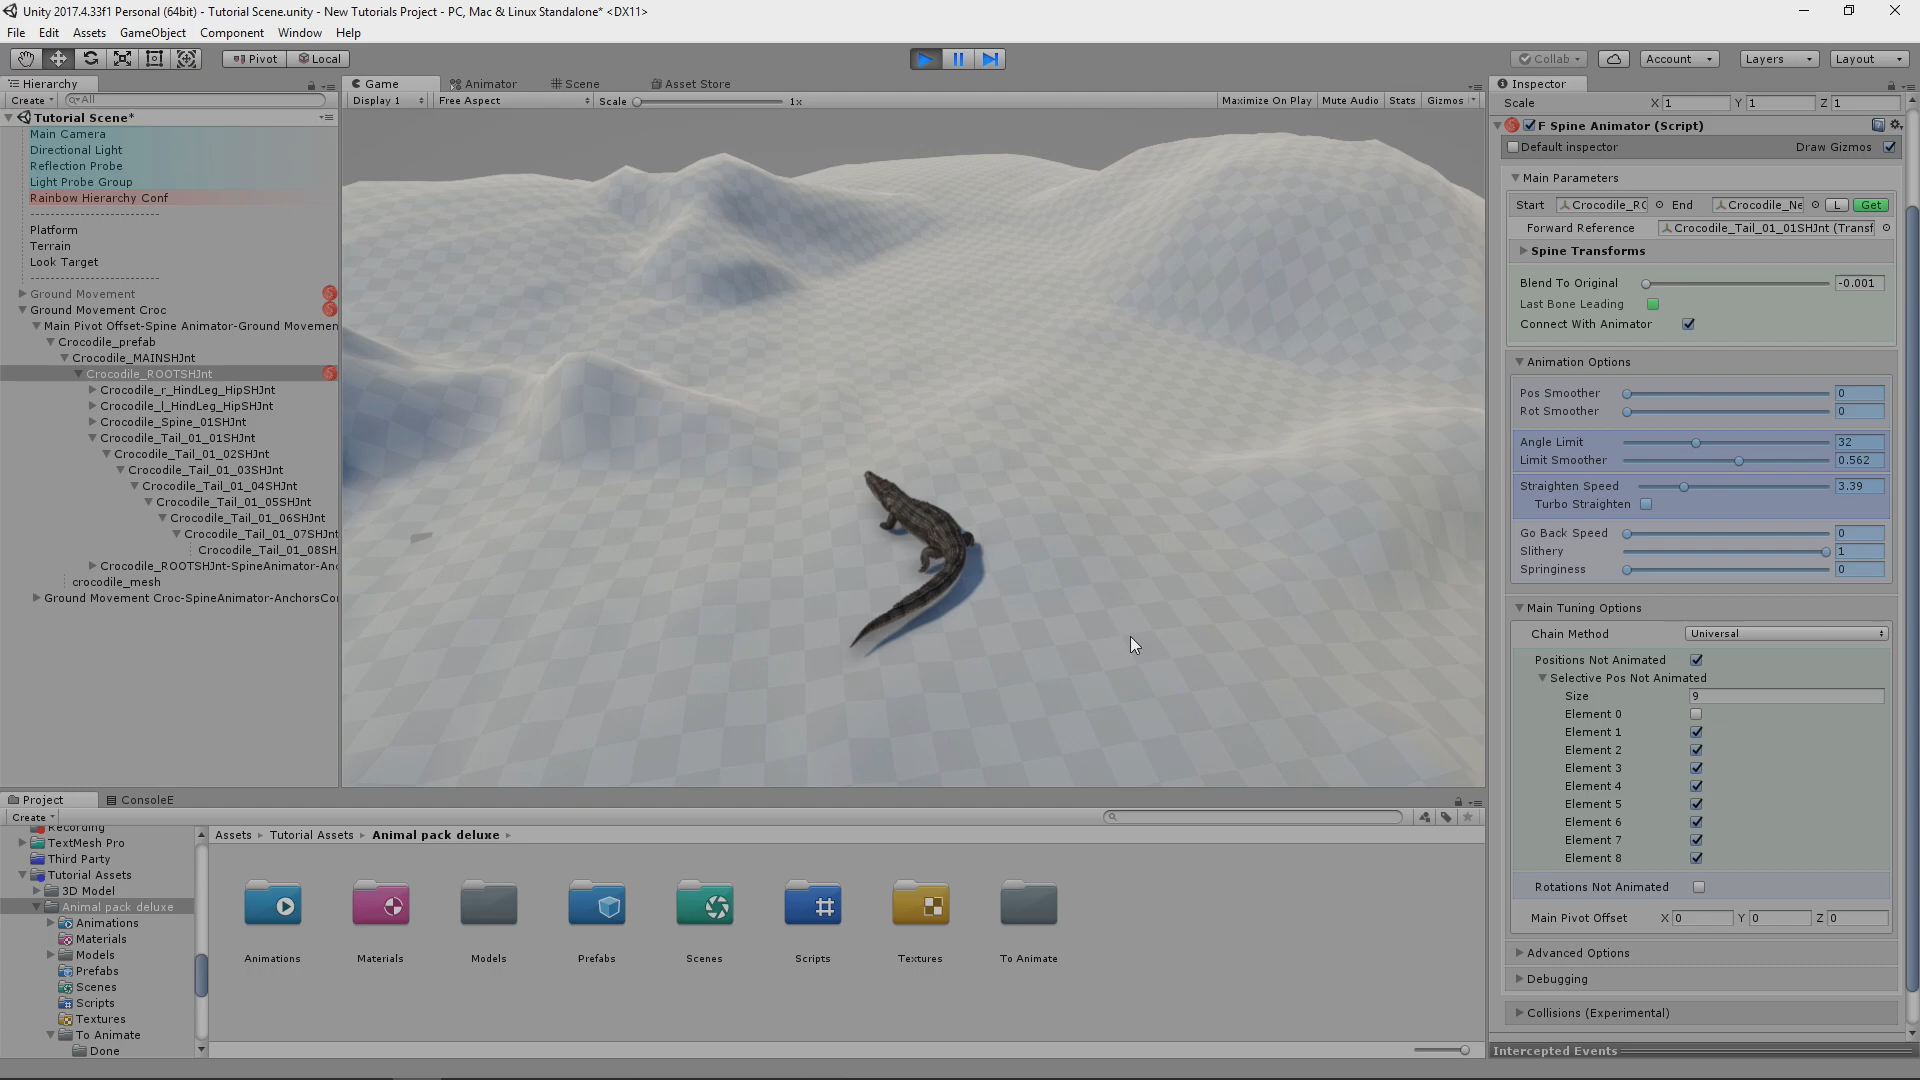 Unity 2017.4.33f1 Personal (64bit) - Tutorial Scene.unity - New Tutorials Project - PC, Mac & Linux Standalone* <DX11>
File Edit Assets GameObject Component Window Help
Pivot Local Collab Account Layers Layout
Hierarchy
Create All
Tutorial Scene*
Main Camera
Directional Light
Reflection Probe
Light Probe Group
Rainbow Hierarchy Conf
---------------------------
Platform
Terrain
Look Target
---------------------------
Ground Movement
Ground Movement Croc
Main Pivot Offset-Spine Animator-Ground Movemen
Crocodile_prefab
Crocodile_MAINSHJnt
Crocodile_ROOTSHJnt
Crocodile_r_HindLeg_HipSHJnt
Crocodile_l_HindLeg_HipSHJnt
Crocodile_Spine_01SHJnt
Crocodile_Tail_01_01SHJnt
Crocodile_Tail_01_02SHJnt
Crocodile_Tail_01_03SHJnt
Crocodile_Tail_01_04SHJnt
Crocodile_Tail_01_05SHJnt
Crocodile_Tail_01_06SHJnt
Crocodile_Tail_01_07SHJnt
Crocodile_Tail_01_08SH
Crocodile_ROOTSHJnt-SpineAnimator-Anc
crocodile_mesh
Ground Movement Croc-SpineAnimator-AnchorsCo
Game Animator Scene Asset Store
Display 1 Free Aspect Scale 1x Maximize On Play Mute Audio Stats Gizmos
Inspector
Scale X 1 Y 1 Z 1
F Spine Animator (Script)
Default inspector Draw Gizmos
Main Parameters
Start Crocodile_RC End Crocodile_Ne L Get
Forward Reference Crocodile_Tail_01_01SHJnt (Transf
Spine Transforms
Blend To Original -0.001
Last Bone Leading
Connect With Animator
Animation Options
Pos Smoother 0
Rot Smoother 0
Angle Limit 32
Limit Smoother 0.562
Straighten Speed 3.39
Turbo Straighten
Go Back Speed 0
Slithery 1
Springiness 0
Main Tuning Options
Chain Method Universal
Positions Not Animated
Selective Pos Not Animated
Size 9
Element 0
Element 1
Element 2
Element 3
Element 4
Element 5
Element 6
Element 7
Element 8
Rotations Not Animated
Main Pivot Offset X 0 Y 0 Z 0
Advanced Options
Debugging
Collisions (Experimental)
Intercepted Events
Project ConsoleE
Create
Recording
TextMesh Pro
Third Party
Tutorial Assets
3D Model
Animal pack deluxe
Animations
Materials
Models
Prefabs
Scenes
Scripts
Textures
To Animate
Done
Assets Tutorial Assets Animal pack deluxe
Animations Materials Models Prefabs Scenes Scripts Textures To Animate